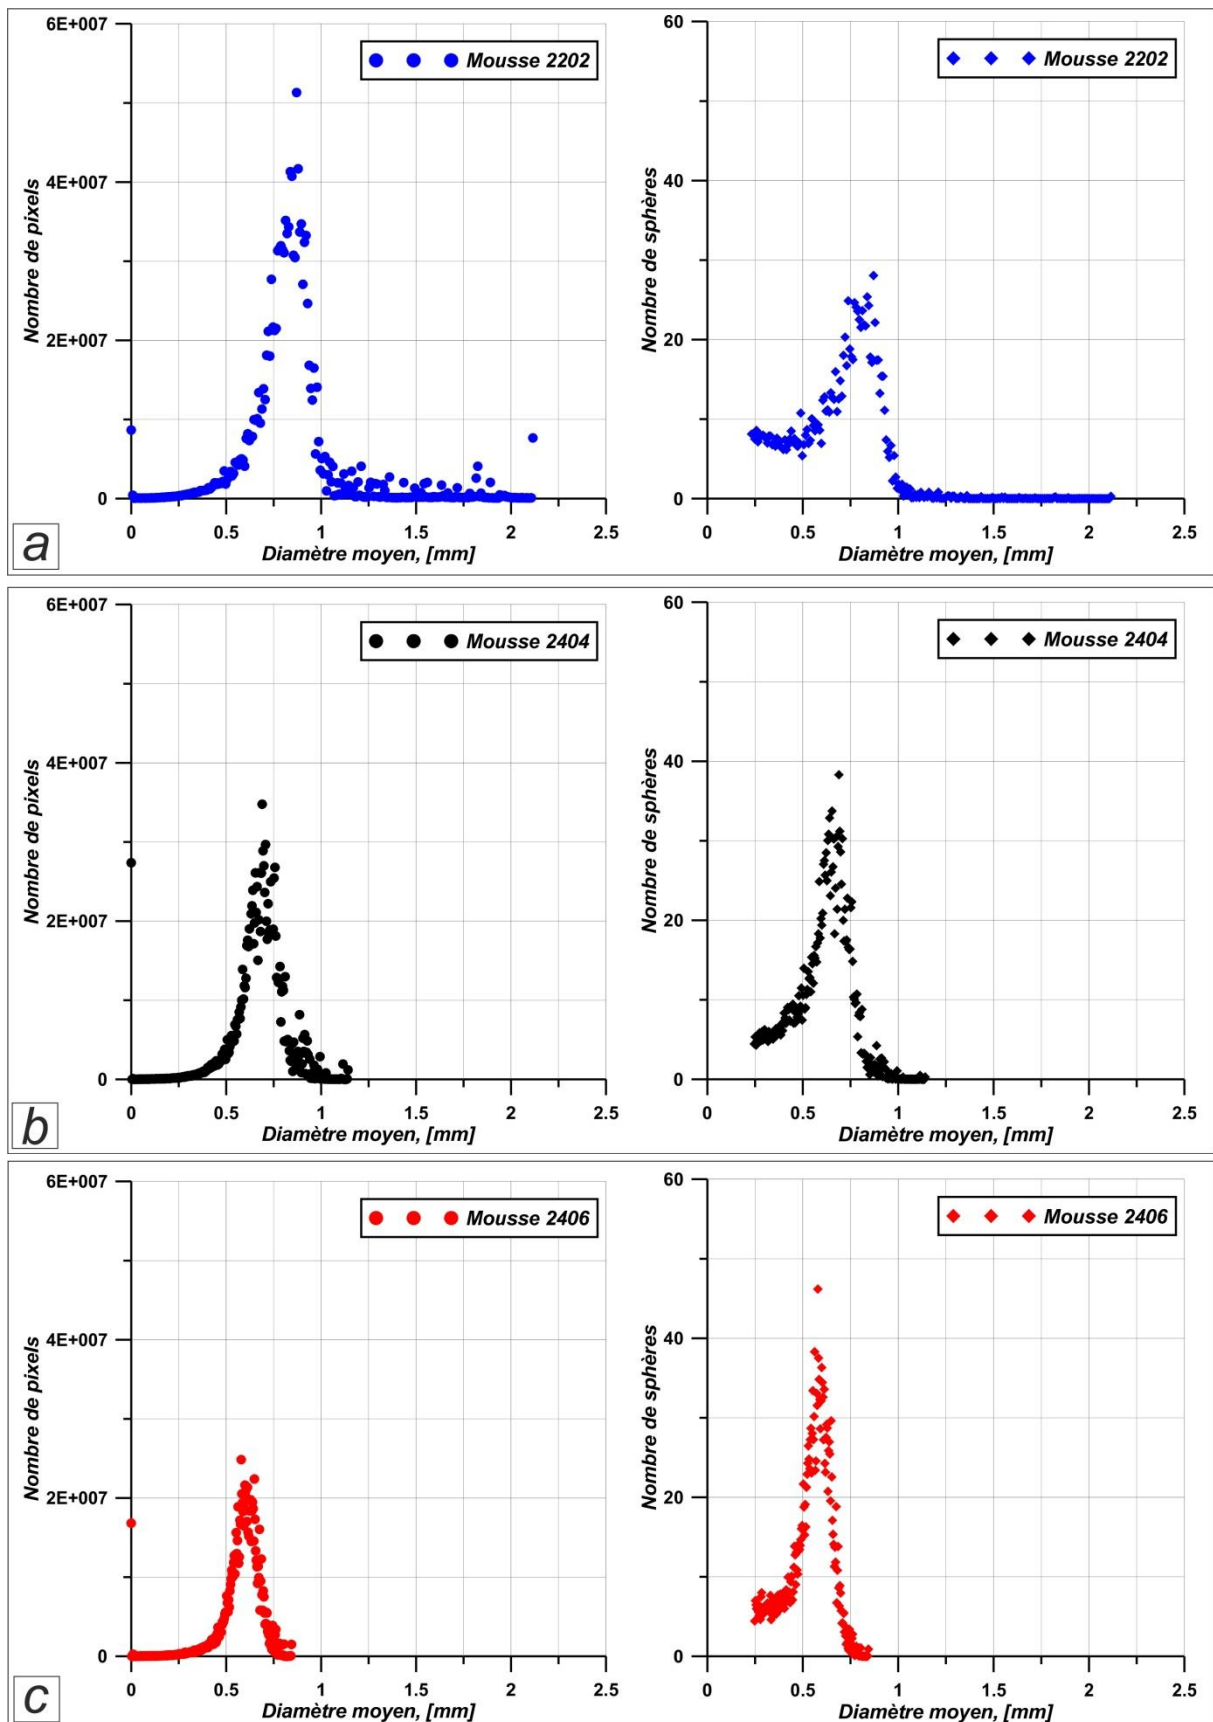 6E+007
4E+007
2E+007
0
Nombre de pixels
Mousse 2202
0 0.5 1 1.5 2 2.5
Diamètre moyen, [mm]
60
40
20
0
Nombre de sphères
Mousse 2202
0 0.5 1 1.5 2 2.5
Diamètre moyen, [mm]
a
6E+007
4E+007
2E+007
0
Nombre de pixels
Mousse 2404
0 0.5 1 1.5 2 2.5
Diamètre moyen, [mm]
60
40
20
0
Nombre de sphères
Mousse 2404
0 0.5 1 1.5 2 2.5
Diamètre moyen, [mm]
b
6E+007
4E+007
2E+007
0
Nombre de pixels
Mousse 2406
0 0.5 1 1.5 2 2.5
Diamètre moyen, [mm]
60
40
20
0
Nombre de sphères
Mousse 2406
0 0.5 1 1.5 2 2.5
Diamètre moyen, [mm]
c